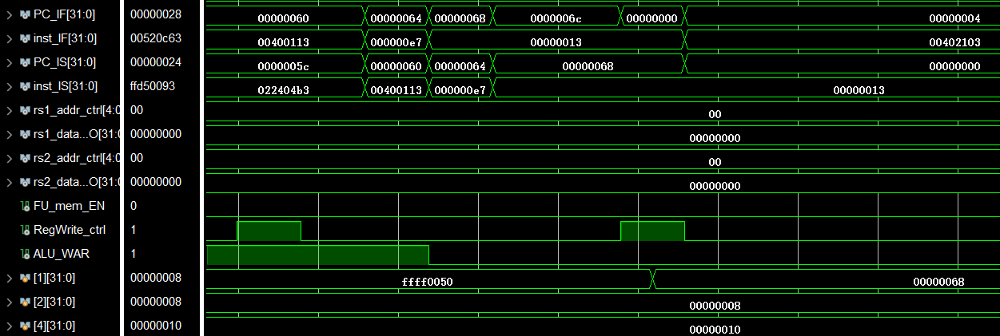 PC_IF[31:0] 00000028 00000060 00000064 00000068 0000006c 00000000 00000004
inst_IF[31:0] 00520c63 00400113 000000e7 00000013 00402103
PC_IS[31:0] 00000024 0000005c 00000060 00000064 00000068 00000000
inst_IS[31:0] ffd50093 022404b3 00400113 000000e7 00000013
rs1_addr_ctrl[4:0 00 00
rs1_data...O[31:0 00000000 00000000
rs2_addr_ctrl[4:0 00 00
rs2_data...O[31:0 00000000 00000000
FU_mem_EN 0
RegWrite_ctrl 1
ALU_WAR 1
[1][31:0] 00000008 ffff0050 00000068
[2][31:0] 00000008 00000008
[4][31:0] 00000010 00000010